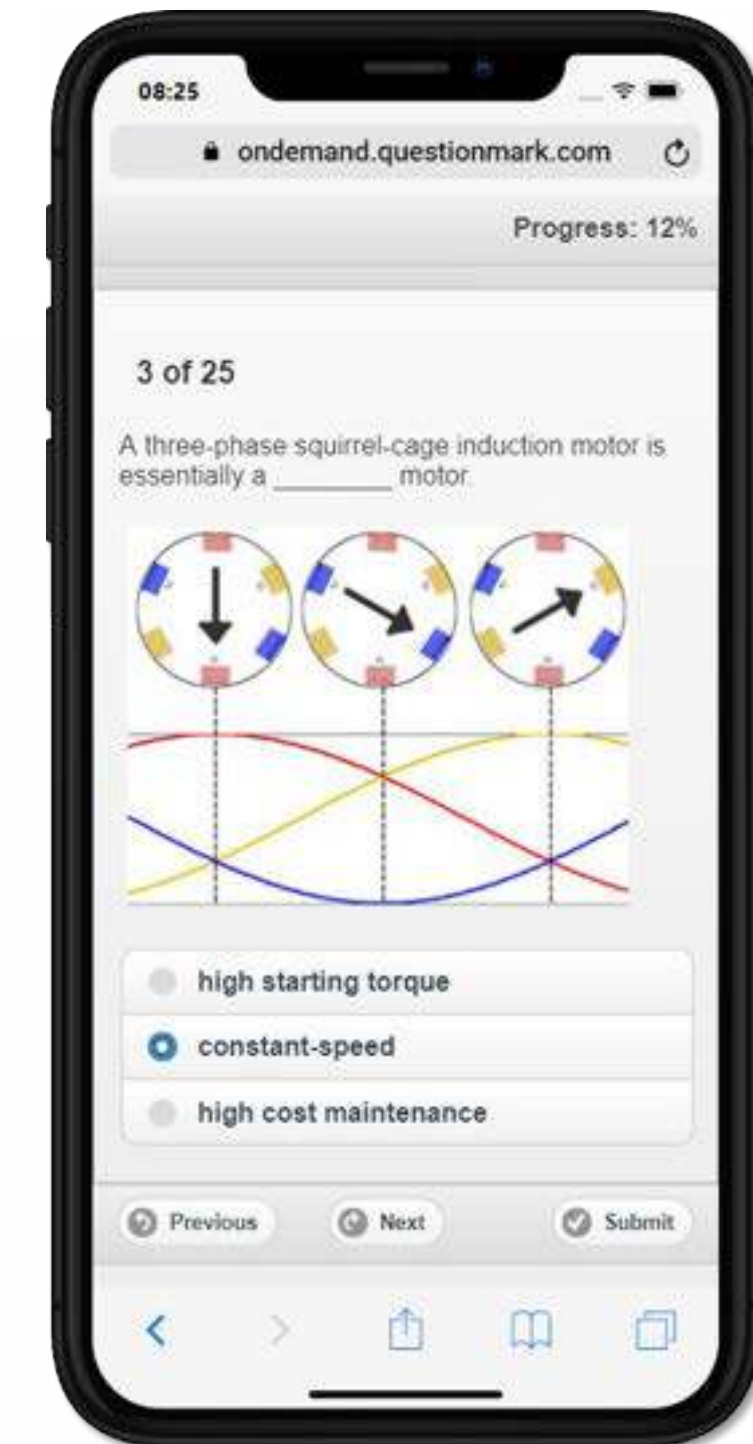 08:25
ondemand.questionmark.com
Progress: 12%
3 of 25
A three-phase squirrel-cage induction motor is
essentially a ________ motor.
high starting torque
constant-speed
high cost maintenance
Previous Next Submit